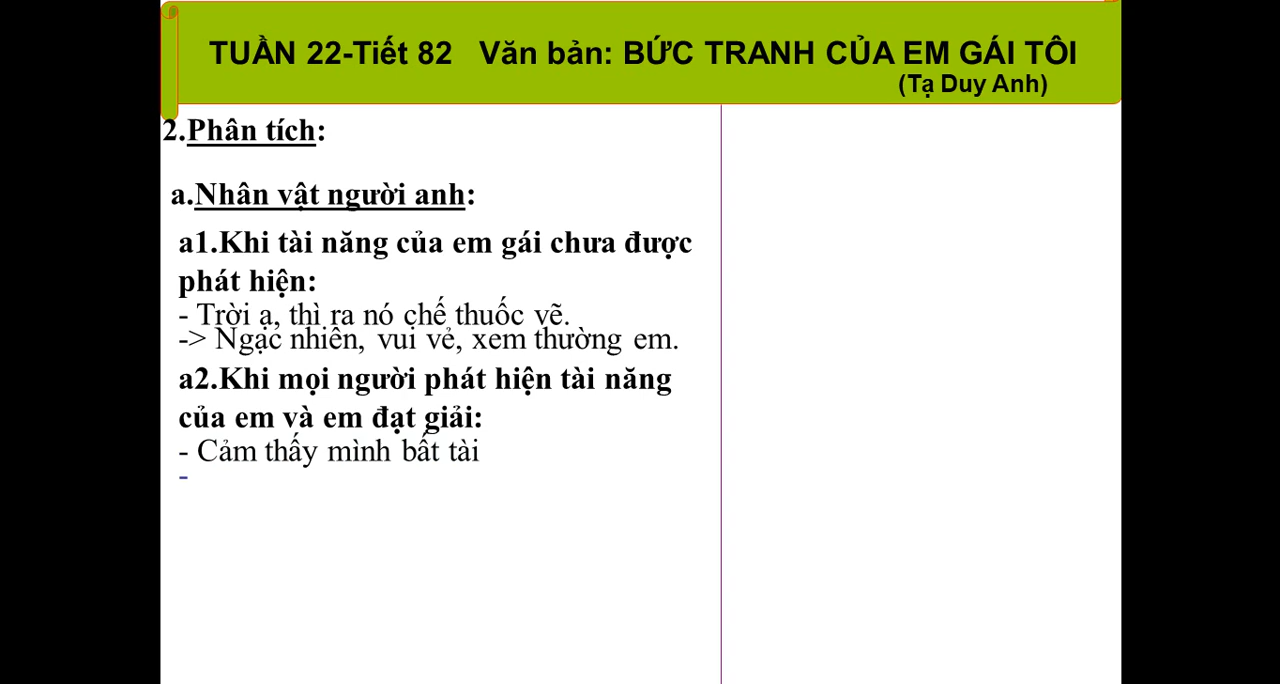 TUẦN 22-Tiết 82 Văn bản: BỨC TRANH CỦA EM GÁI TÔI
(Tạ Duy Anh)
2.Phân tích:
a.Nhân vật người anh:
a1.Khi tài năng của em gái chưa được
phát hiện:
- Trời ạ, thì ra nó chế thuốc vẽ.
-> Ngạc nhiên, vui vẻ, xem thường em.
a2.Khi mọi người phát hiện tài năng
của em và em đạt giải:
- Cảm thấy mình bất tài
-